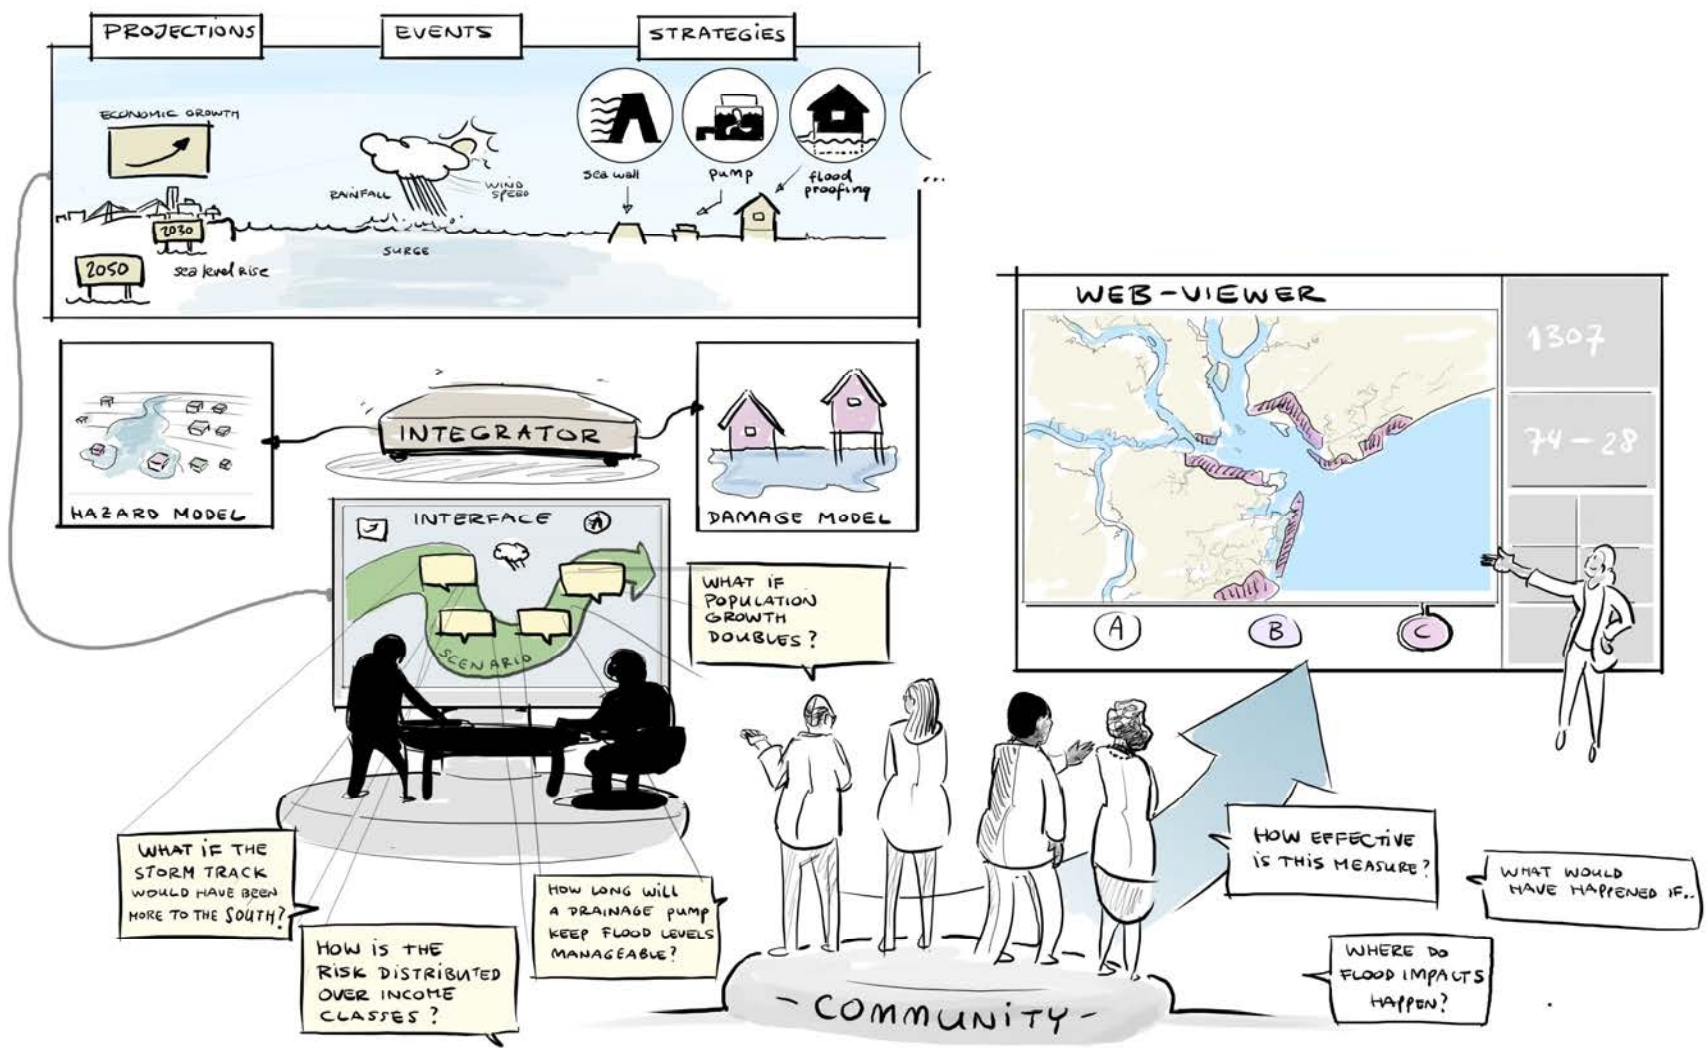 PROJECTIONS
EVENTS
STRATEGIES
ECONOMIC GROWTH
RAINFALL
WIND
SPEED
SURGE
2030
2050
sea level rise
sea wall
pump
flood
proofing
...
HAZARD MODEL
INTEGRATOR
DAMAGE MODEL
INTERFACE
SCENARIO
WHAT IF
POPULATION
GROWTH
DOUBLES?
WHAT IF THE
STORM TRACK
WOULD HAVE BEEN
MORE TO THE SOUTH?
HOW IS THE
RISK DISTRIBUTED
OVER INCOME
CLASSES?
HOW LONG WILL
A DRAINAGE PUMP
KEEP FLOOD LEVELS
MANAGEABLE?
WEB-VIEWER
1307
74-28
A
B
C
HOW EFFECTIVE
IS THIS MEASURE?
WHAT WOULD
HAVE HAPPENED IF..
WHERE DO
FLOOD IMPACTS
HAPPEN?
- COMMUNITY -